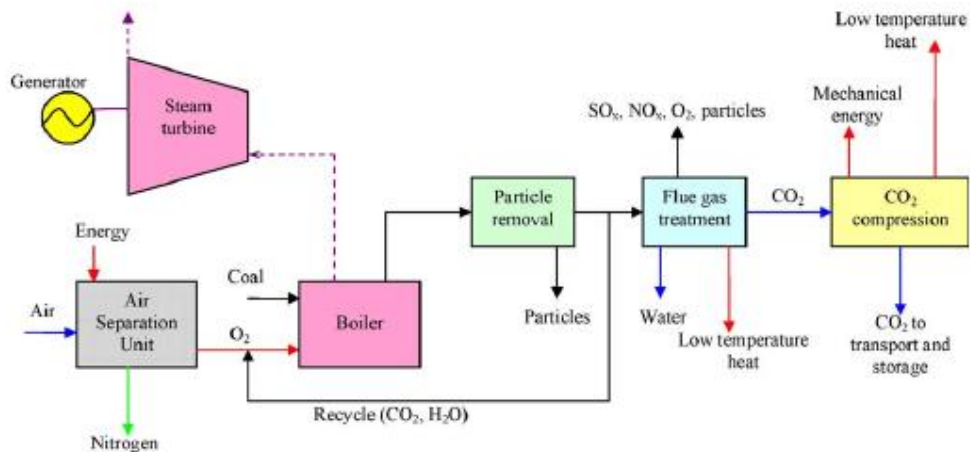 Low temperature
heat
Generator
Steam
turbine
SOₓ, NOₓ, O₂, particles
Mechanical
energy
Particle
removal
Flue gas
treatment
CO₂
CO₂
compression
Energy
Coal
Air
Air
Separation
Unit
O₂
Boiler
Particles
Water
Low temperature
heat
CO₂ to
transport and
storage
Recycle (CO₂, H₂O)
Nitrogen